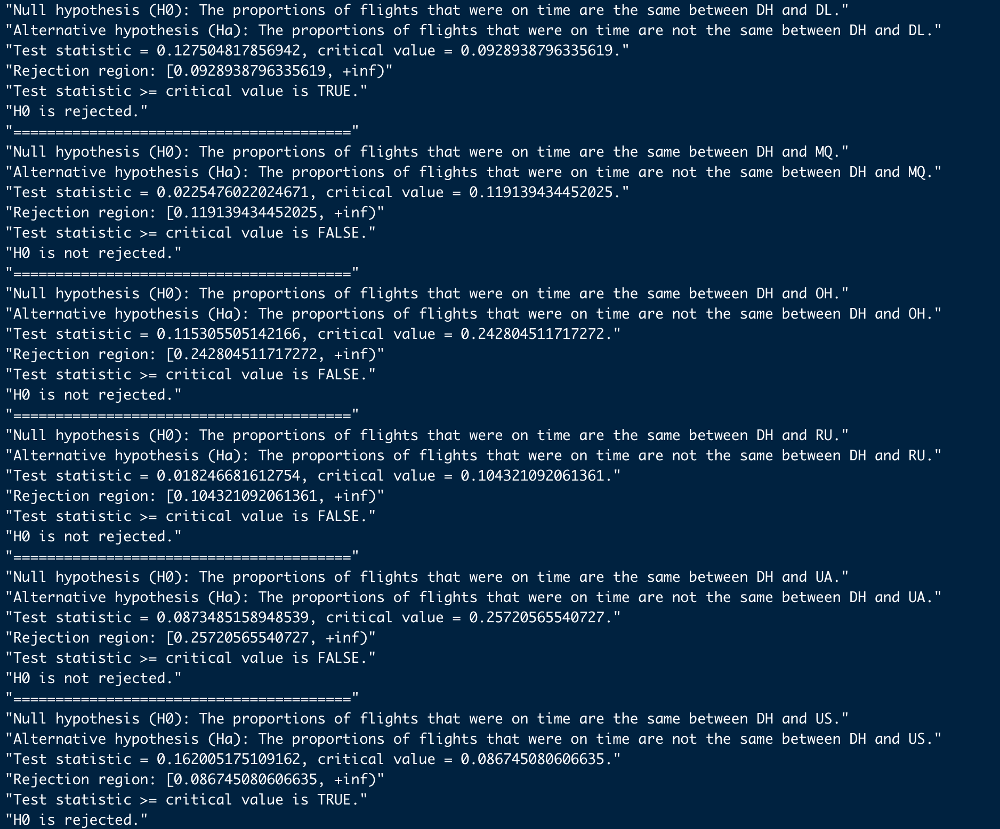 "Null hypothesis (H0): The proportions of flights that were on time are the same between DH and DL."
"Alternative hypothesis (Ha): The proportions of flights that were on time are not the same between DH and DL."
"Test statistic = 0.127504817856942, critical value = 0.0928938796335619."
"Rejection region: [0.0928938796335619, +inf)"
"Test statistic >= critical value is TRUE."
"H0 is rejected."
"========================================"
"Null hypothesis (H0): The proportions of flights that were on time are the same between DH and MQ."
"Alternative hypothesis (Ha): The proportions of flights that were on time are not the same between DH and MQ."
"Test statistic = 0.0225476022024671, critical value = 0.119139434452025."
"Rejection region: [0.119139434452025, +inf)"
"Test statistic >= critical value is FALSE."
"H0 is not rejected."
"========================================"
"Null hypothesis (H0): The proportions of flights that were on time are the same between DH and OH."
"Alternative hypothesis (Ha): The proportions of flights that were on time are not the same between DH and OH."
"Test statistic = 0.115305505142166, critical value = 0.242804511717272."
"Rejection region: [0.242804511717272, +inf)"
"Test statistic >= critical value is FALSE."
"H0 is not rejected."
"========================================"
"Null hypothesis (H0): The proportions of flights that were on time are the same between DH and RU."
"Alternative hypothesis (Ha): The proportions of flights that were on time are not the same between DH and RU."
"Test statistic = 0.018246681612754, critical value = 0.104321092061361."
"Rejection region: [0.104321092061361, +inf)"
"Test statistic >= critical value is FALSE."
"H0 is not rejected."
"========================================"
"Null hypothesis (H0): The proportions of flights that were on time are the same between DH and UA."
"Alternative hypothesis (Ha): The proportions of flights that were on time are not the same between DH and UA."
"Test statistic = 0.0873485158948539, critical value = 0.25720565540727."
"Rejection region: [0.25720565540727, +inf)"
"Test statistic >= critical value is FALSE."
"H0 is not rejected."
"========================================"
"Null hypothesis (H0): The proportions of flights that were on time are the same between DH and US."
"Alternative hypothesis (Ha): The proportions of flights that were on time are not the same between DH and US."
"Test statistic = 0.162005175109162, critical value = 0.086745080606635."
"Rejection region: [0.086745080606635, +inf)"
"Test statistic >= critical value is TRUE."
"H0 is rejected."